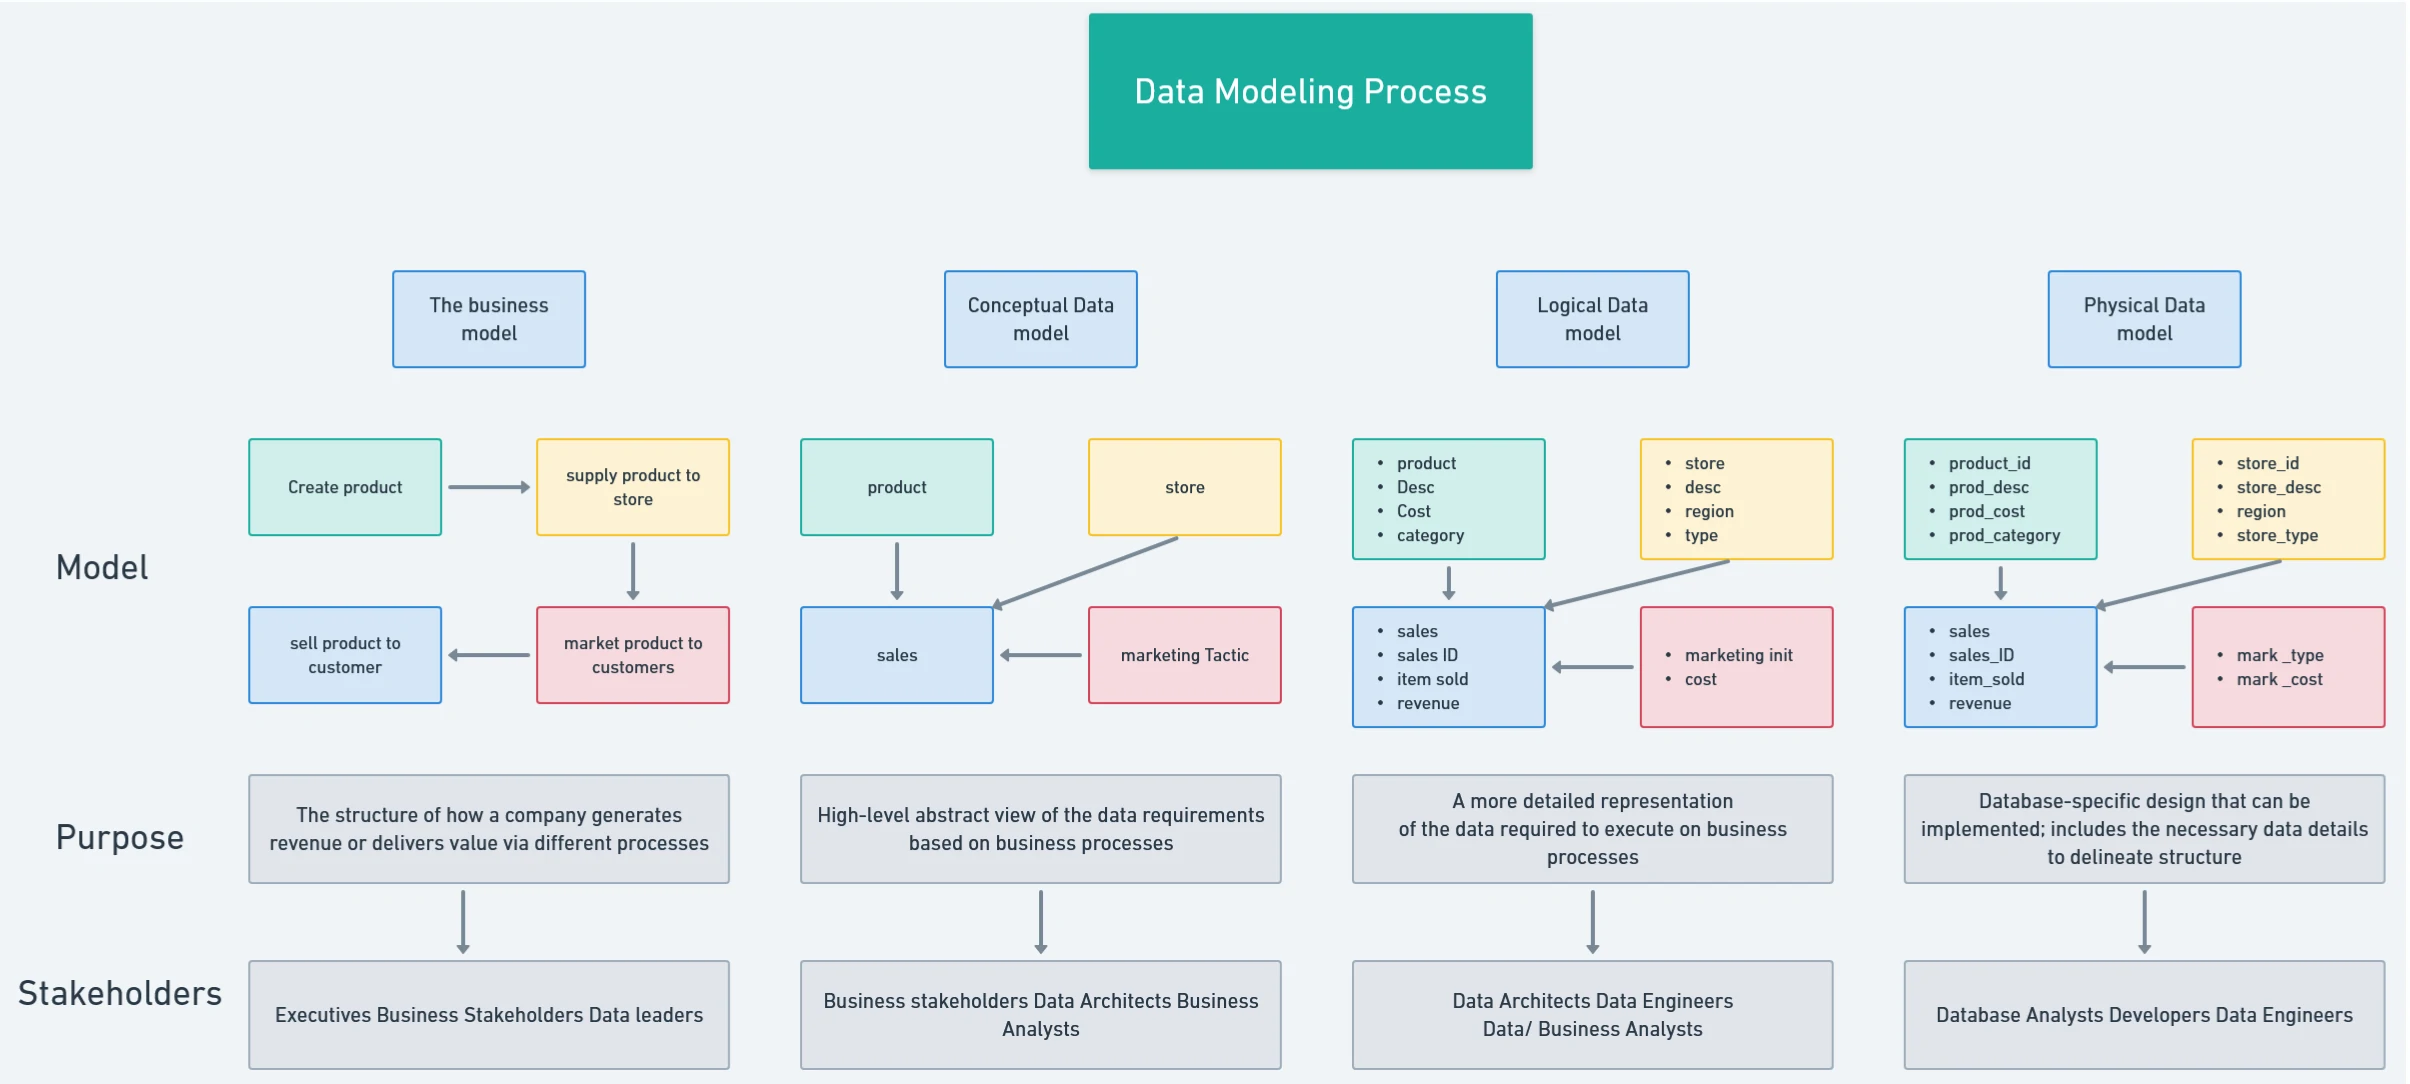 Data Modeling Process
The business
model
Conceptual Data
model
Logical Data
model
Physical Data
model
Model
Create product
supply product to
store
sell product to
customer
market product to
customers
product
store
sales
marketing Tactic
• product
• Desc
• Cost
• category
• store
• desc
• region
• type
• sales
• sales ID
• item sold
• revenue
• marketing init
• cost
• product_id
• prod_desc
• prod_cost
• prod_category
• store_id
• store_desc
• region
• store_type
• sales
• sales_ID
• item_sold
• revenue
• mark _type
• mark _cost
Purpose
The structure of how a company generates
revenue or delivers value via different processes
High-level abstract view of the data requirements
based on business processes
A more detailed representation
of the data required to execute on business
processes
Database-specific design that can be
implemented; includes the necessary data details
to delineate structure
Stakeholders
Executives Business Stakeholders Data leaders
Business stakeholders Data Architects Business
Analysts
Data Architects Data Engineers
Data/ Business Analysts
Database Analysts Developers Data Engineers